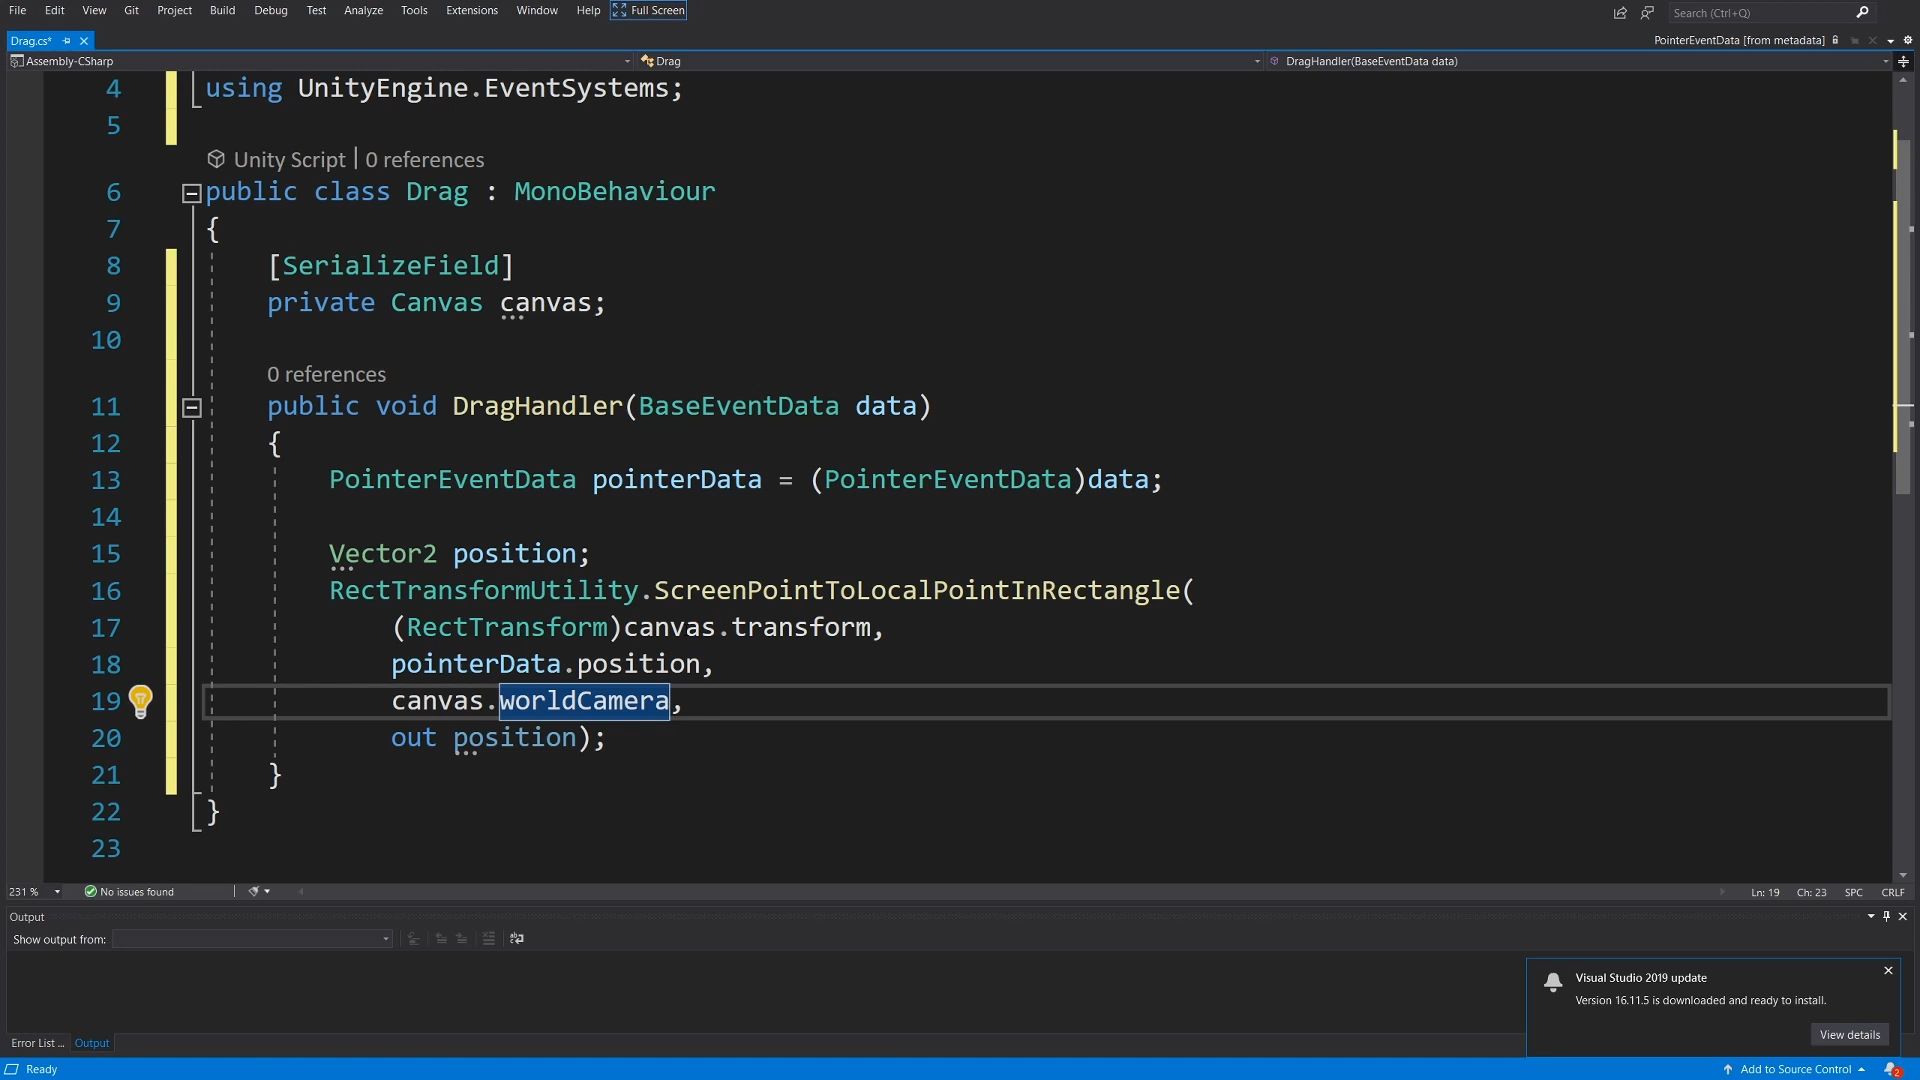 File Edit View Git Project Build Debug Test Analyze Tools Extensions Window Help Full Screen Search (Ctrl+Q)
Drag.cs* PointerEventData [from metadata]
Assembly-CSharp Drag DragHandler(BaseEventData data)
4 using UnityEngine.EventSystems;
5
Unity Script | 0 references
6 public class Drag : MonoBehaviour
7 {
8 [SerializeField]
9 private Canvas canvas;
10
0 references
11 public void DragHandler(BaseEventData data)
12 {
13 PointerEventData pointerData = (PointerEventData)data;
14
15 Vector2 position;
16 RectTransformUtility.ScreenPointToLocalPointInRectangle(
17 (RectTransform)canvas.transform,
18 pointerData.position,
19 canvas.worldCamera,
20 out position);
21 }
22 }
23
231 % No issues found Ln: 19 Ch: 23 SPC CRLF
Output
Show output from:
Visual Studio 2019 update
Version 16.11.5 is downloaded and ready to install.
View details
Error List ... Output
Ready Add to Source Control 2